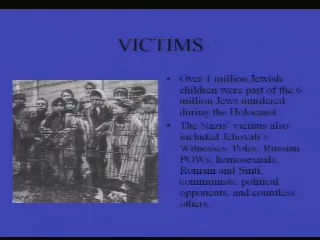 VICTIMS
• Over 1 million Jewish
children were part of the 6
million Jews murdered
during the Holocaust
• The Nazis' victims also
included Jehovah's
Witnesses, Poles, Russian
POWs, homosexuals,
Romani and Sinti,
communists, political
opponents, and countless
others.